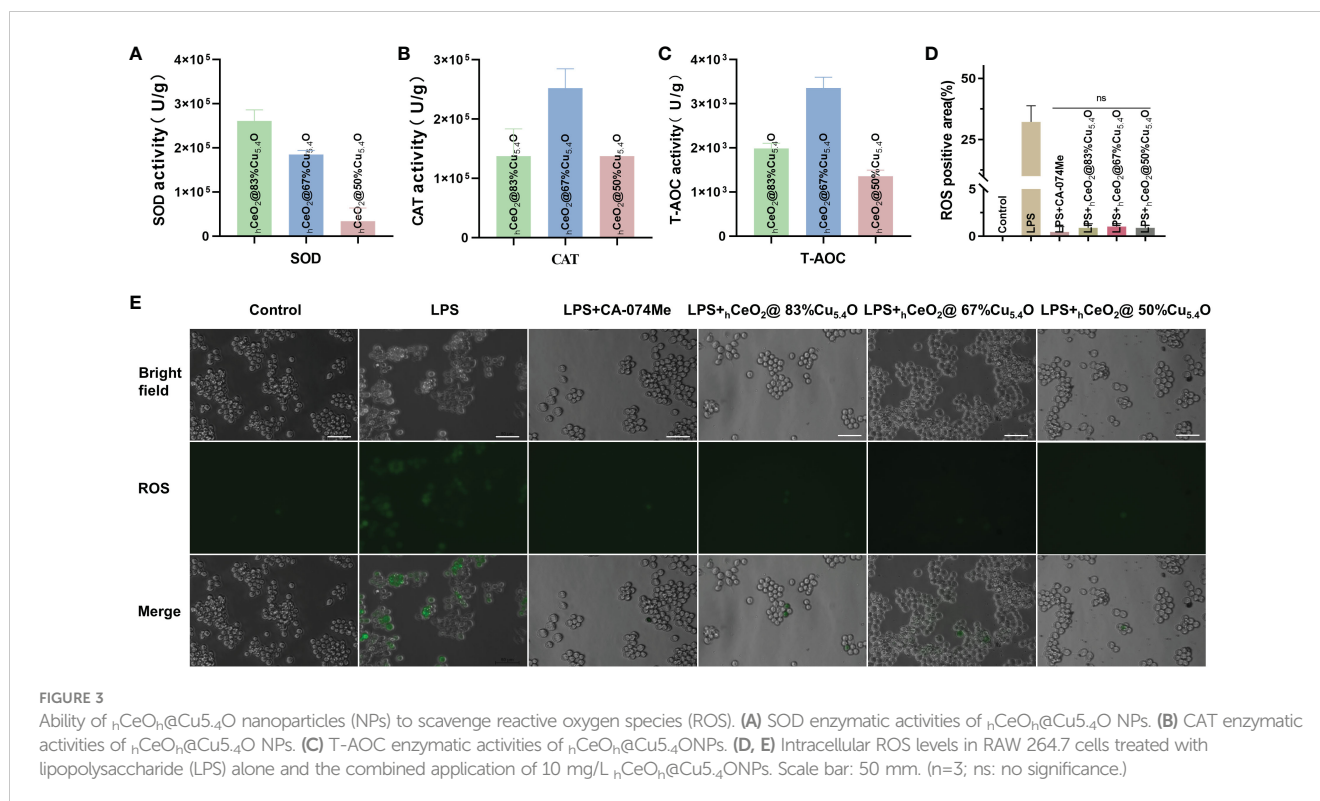 A
SOD activity（U/g）
4×10⁵
3×10⁵
2×10⁵
1×10⁵
0
ₕCeO₂@83%Cu₅.₄O
ₕCeO₂@67%Cu₅.₄O
ₕCeO₂@50%Cu₅.₄O
SOD
B
CAT activity（U/g）
3×10⁵
2×10⁵
1×10⁵
0
ₕCeO₂@83%Cu₅.₄O
ₕCeO₂@67%Cu₅.₄O
ₕCeO₂@50%Cu₅.₄O
CAT
C
T-AOC activity（U/g）
4×10³
3×10³
2×10³
1×10³
0
ₕCeO₂@83%Cu₅.₄O
ₕCeO₂@67%Cu₅.₄O
ₕCeO₂@50%Cu₅.₄O
T-AOC
D
ROS positive area(%)
50
25
5
0
ns
Control
LPS
LPS+CA-074Me
LPS+ₕCeO₂@83%Cu₅.₄O
LPS+ₕCeO₂@67%Cu₅.₄O
LPS+ₕCeO₂@50%Cu₅.₄O
E
Control LPS LPS+CA-074Me LPS+ₕCeO₂@ 83%Cu₅.₄O LPS+ₕCeO₂@ 67%Cu₅.₄O LPS+ₕCeO₂@ 50%Cu₅.₄O
Bright
field
ROS
Merge
FIGURE 3
Ability of ₕCeOₕ@Cu5.₄O nanoparticles (NPs) to scavenge reactive oxygen species (ROS). (A) SOD enzymatic activities of ₕCeOₕ@Cu5.₄O NPs. (B) CAT enzymatic
activities of ₕCeOₕ@Cu5.₄O NPs. (C) T-AOC enzymatic activities of ₕCeOₕ@Cu5.₄ONPs. (D, E) Intracellular ROS levels in RAW 264.7 cells treated with
lipopolysaccharide (LPS) alone and the combined application of 10 mg/L ₕCeOₕ@Cu5.₄ONPs. Scale bar: 50 mm. (n=3; ns: no significance.)